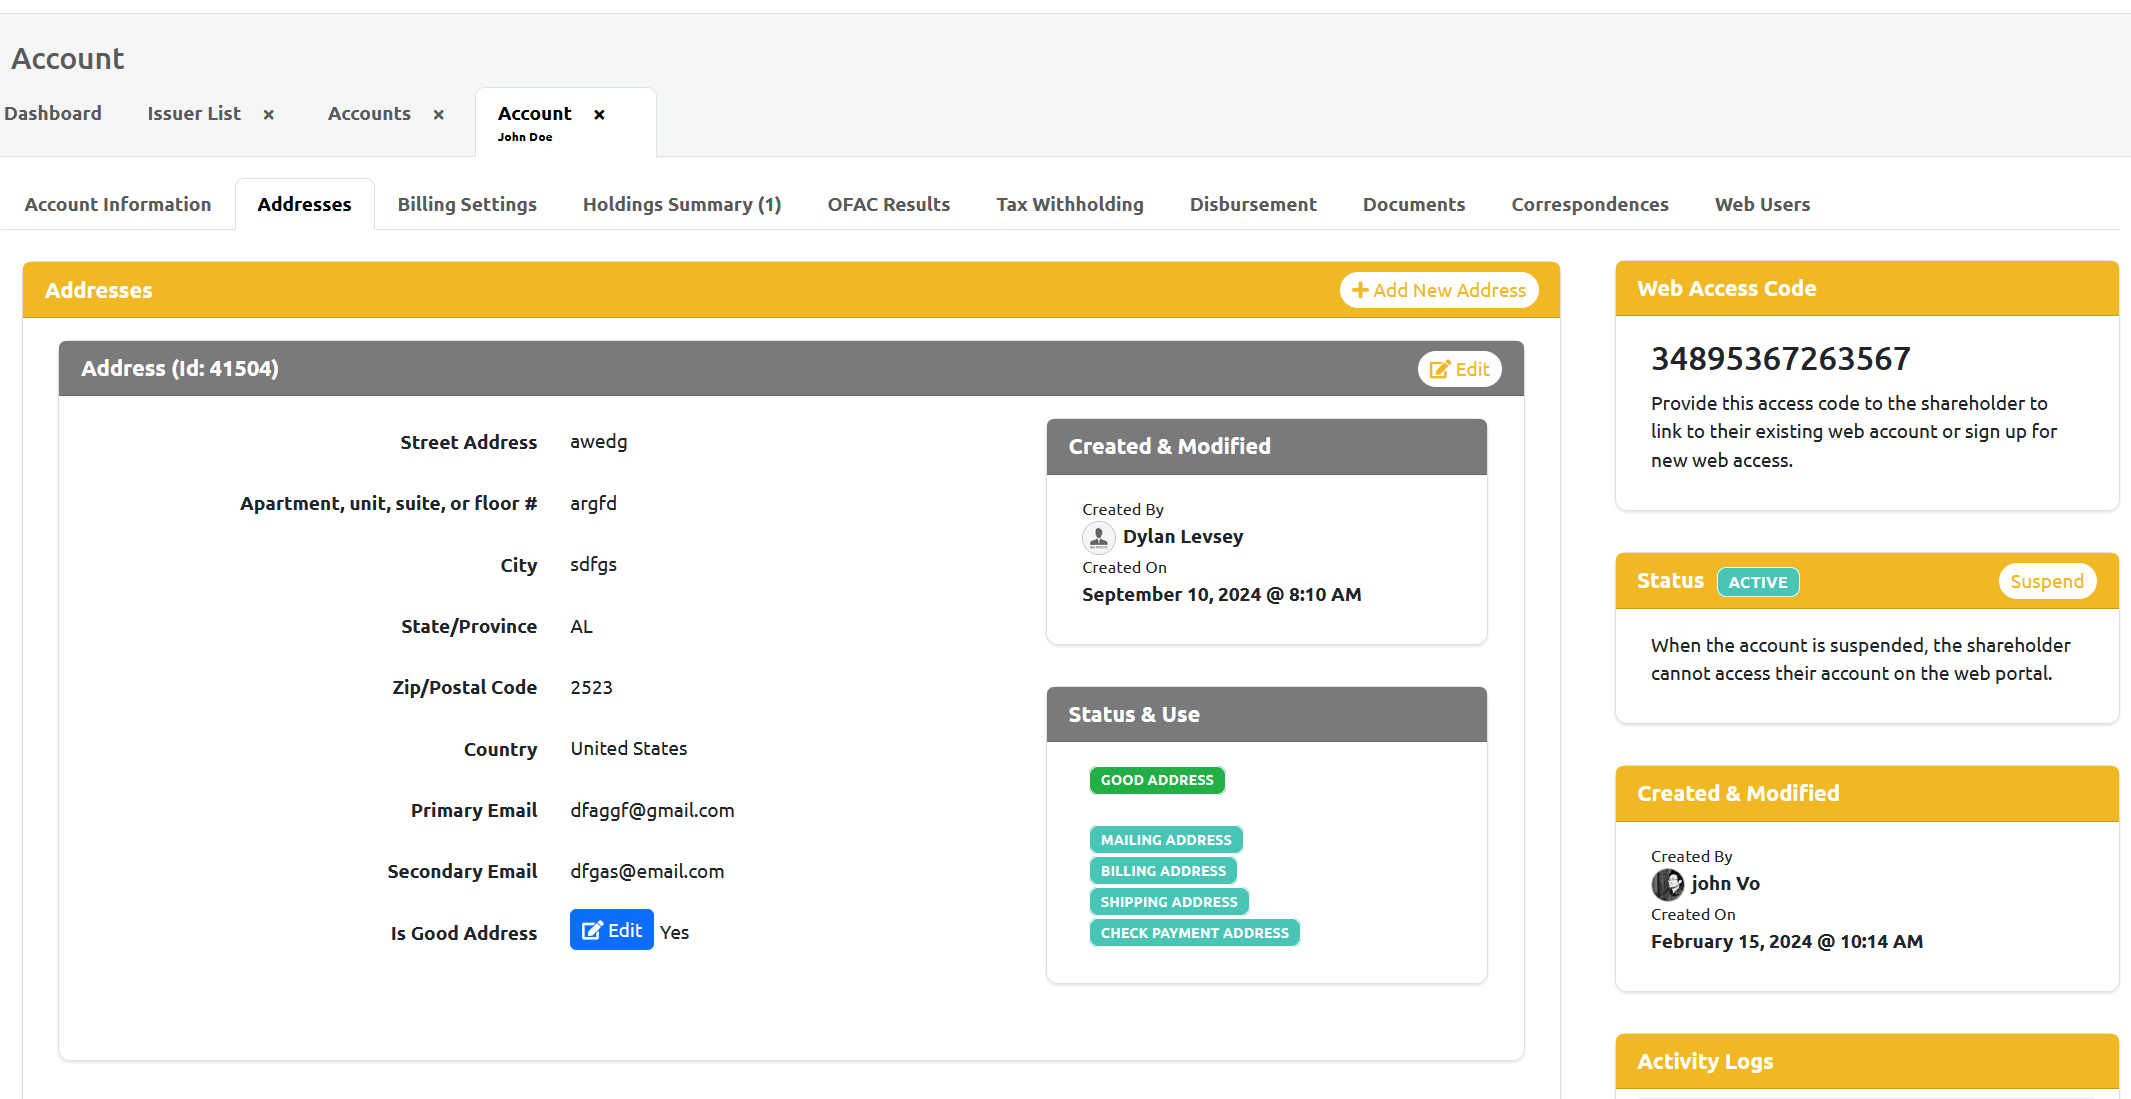 Account
Dashboard
Issuer List ×
Accounts ×
Account ×
John Doe
Account Information
Addresses
Billing Settings
Holdings Summary (1)
OFAC Results
Tax Withholding
Disbursement
Documents
Correspondences
Web Users
Addresses
+ Add New Address
Address (Id: 41504)
Edit
Street Address awedg
Apartment, unit, suite, or floor # argfd
City sdfgs
State/Province AL
Zip/Postal Code 2523
Country United States
Primary Email dfaggf@gmail.com
Secondary Email dfgas@email.com
Is Good Address Edit Yes
Created & Modified
Created By
Dylan Levsey
Created On
September 10, 2024 @ 8:10 AM
Status & Use
GOOD ADDRESS
MAILING ADDRESS
BILLING ADDRESS
SHIPPING ADDRESS
CHECK PAYMENT ADDRESS
Web Access Code
34895367263567
Provide this access code to the shareholder to
link to their existing web account or sign up for
new web access.
Status ACTIVE
Suspend
When the account is suspended, the shareholder
cannot access their account on the web portal.
Created & Modified
Created By
john Vo
Created On
February 15, 2024 @ 10:14 AM
Activity Logs